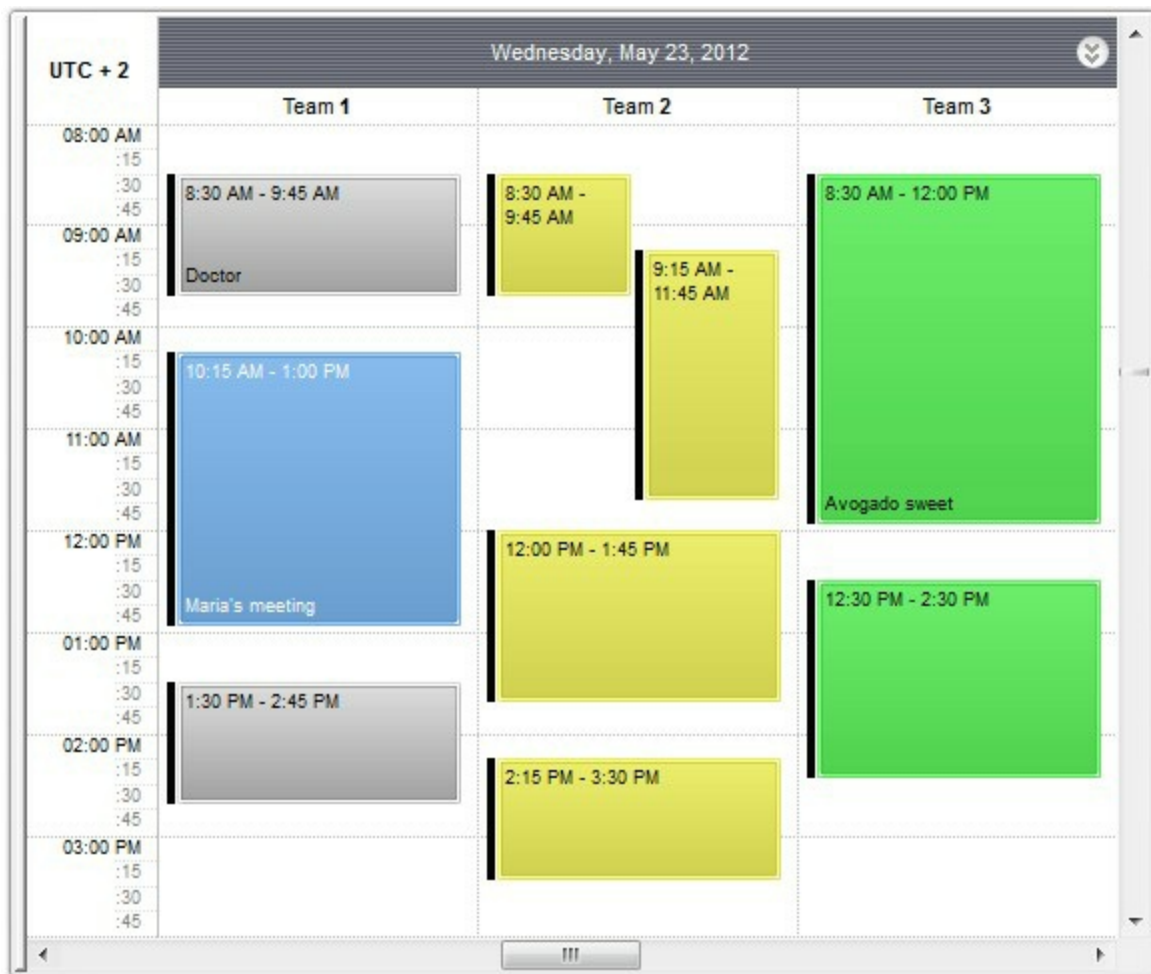 UTC + 2
Wednesday, May 23, 2012
Team 1
Team 2
Team 3
08:00 AM
:15
:30
:45
09:00 AM
:15
:30
:45
10:00 AM
:15
:30
:45
11:00 AM
:15
:30
:45
12:00 PM
:15
:30
:45
01:00 PM
:15
:30
:45
02:00 PM
:15
:30
:45
03:00 PM
:15
:30
:45
8:30 AM - 9:45 AM
Doctor
10:15 AM - 1:00 PM
Maria's meeting
1:30 PM - 2:45 PM
8:30 AM -
9:45 AM
9:15 AM -
11:45 AM
12:00 PM - 1:45 PM
2:15 PM - 3:30 PM
8:30 AM - 12:00 PM
Avogado sweet
12:30 PM - 2:30 PM